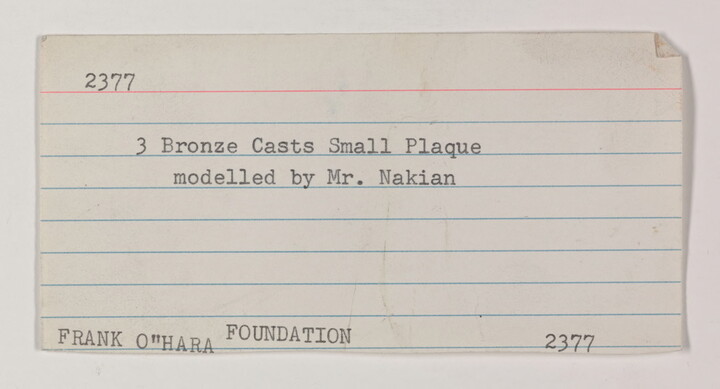 2377
3 Bronze Casts Small Plaque
modelled by Mr. Nakian
FRANK O"HARA FOUNDATION 2377